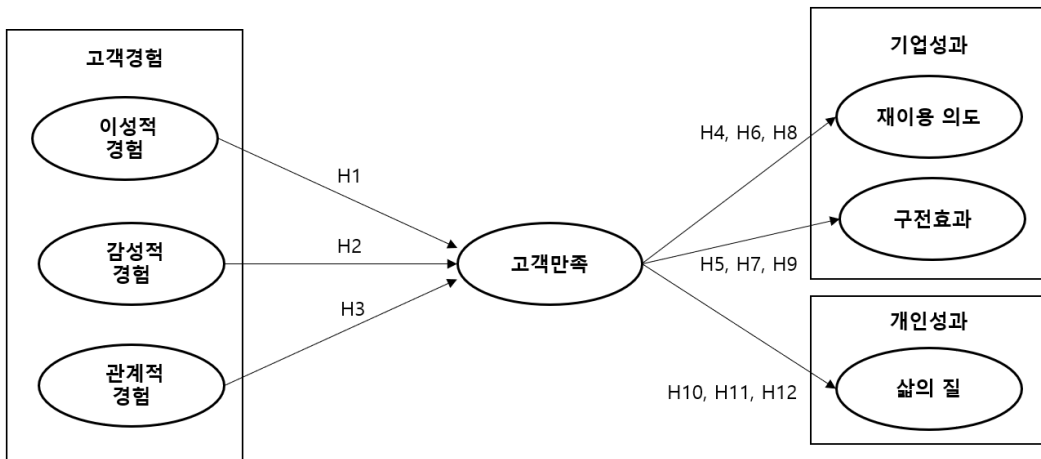 고객경험
이성적
경험
감성적
경험
관계적
경험
H1
H2
H3
고객만족
H4, H6, H8
H5, H7, H9
H10, H11, H12
기업성과
재이용 의도
구전효과
개인성과
삶의 질